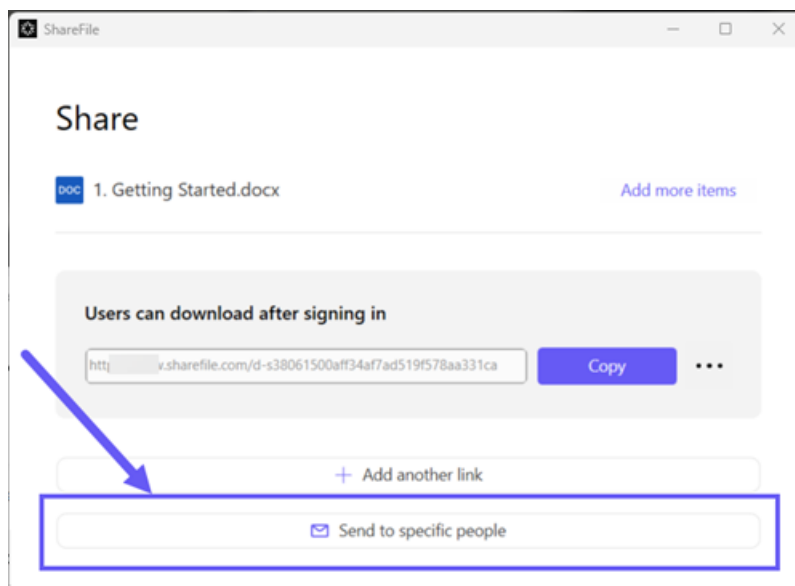 ShareFile
Share
DOC 1. Getting Started.docx Add more items
Users can download after signing in
.sharefile.com/d-s38061500aff34af7ad519f578aa331ca Copy •••
+ Add another link
Send to specific people